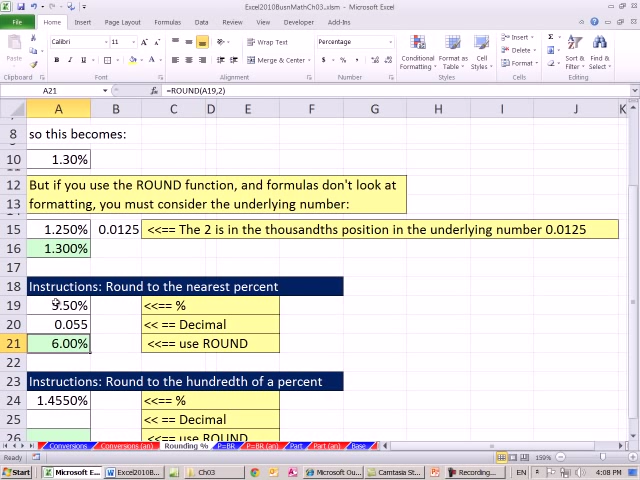 Excel2010BusnMathCh03.xlsm - Microsoft Excel
File Home Insert Page Layout Formulas Data Review View Developer Add-Ins
Calibri 11 Wrap Text Percentage Insert
Paste B I U Merge & Center $ % , Conditional Formatting Format as Table Cell Styles Delete Format
Clipboard Font Alignment Number Styles Cells Editing
A21 fx =ROUND(A19,2)
A B C D E F G H I J K
8 so this becomes:
9
10 1.30%
12 But if you use the ROUND function, and formulas don't look at
13 formatting, you must consider the underlying number:
15 1.250% 0.0125 <<== The 2 is in the thousandths position in the underlying number 0.0125
16 1.300%
17
18 Instructions: Round to the nearest percent
19 5.50% <<== %
20 0.055 << == Decimal
21 6.00% <<== use ROUND
22
23 Instructions: Round to the hundredth of a percent
24 1.4550% <<== %
25 << == Decimal
26 <<== use ROUND
Conversions Conversions (an) Rounding % P=BR P=BR (an) Part Part (an) Base
Ready 159%
Start Microsoft E... Excel2010B... Ch03 Microsoft Ou... Camtasia St... Recording... EN 4:08 PM